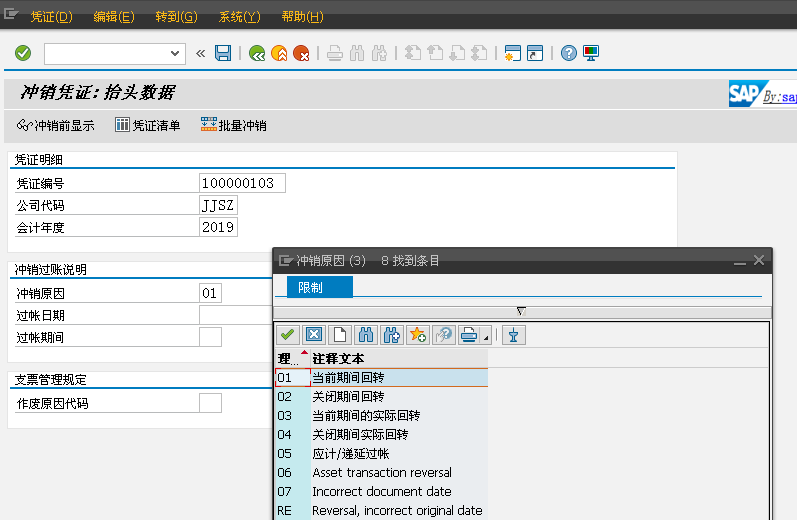 凭证(D) 编辑(E) 转到(G) 系统(Y) 帮助(H)
冲销凭证:抬头数据
SAP By:sap
冲销前显示 凭证清单 批量冲销
凭证明细
凭证编号 100000103
公司代码 JJSZ
会计年度 2019
冲销过账说明
冲销原因 01
过帐日期
过帐期间
支票管理规定
作废原因代码
冲销原因 (3) 8 找到条目
限制
理... 注释文本
01 当前期间回转
02 关闭期间回转
03 当前期间的实际回转
04 关闭期间实际回转
05 应计/递延过帐
06 Asset transaction reversal
07 Incorrect document date
RE Reversal, incorrect original date